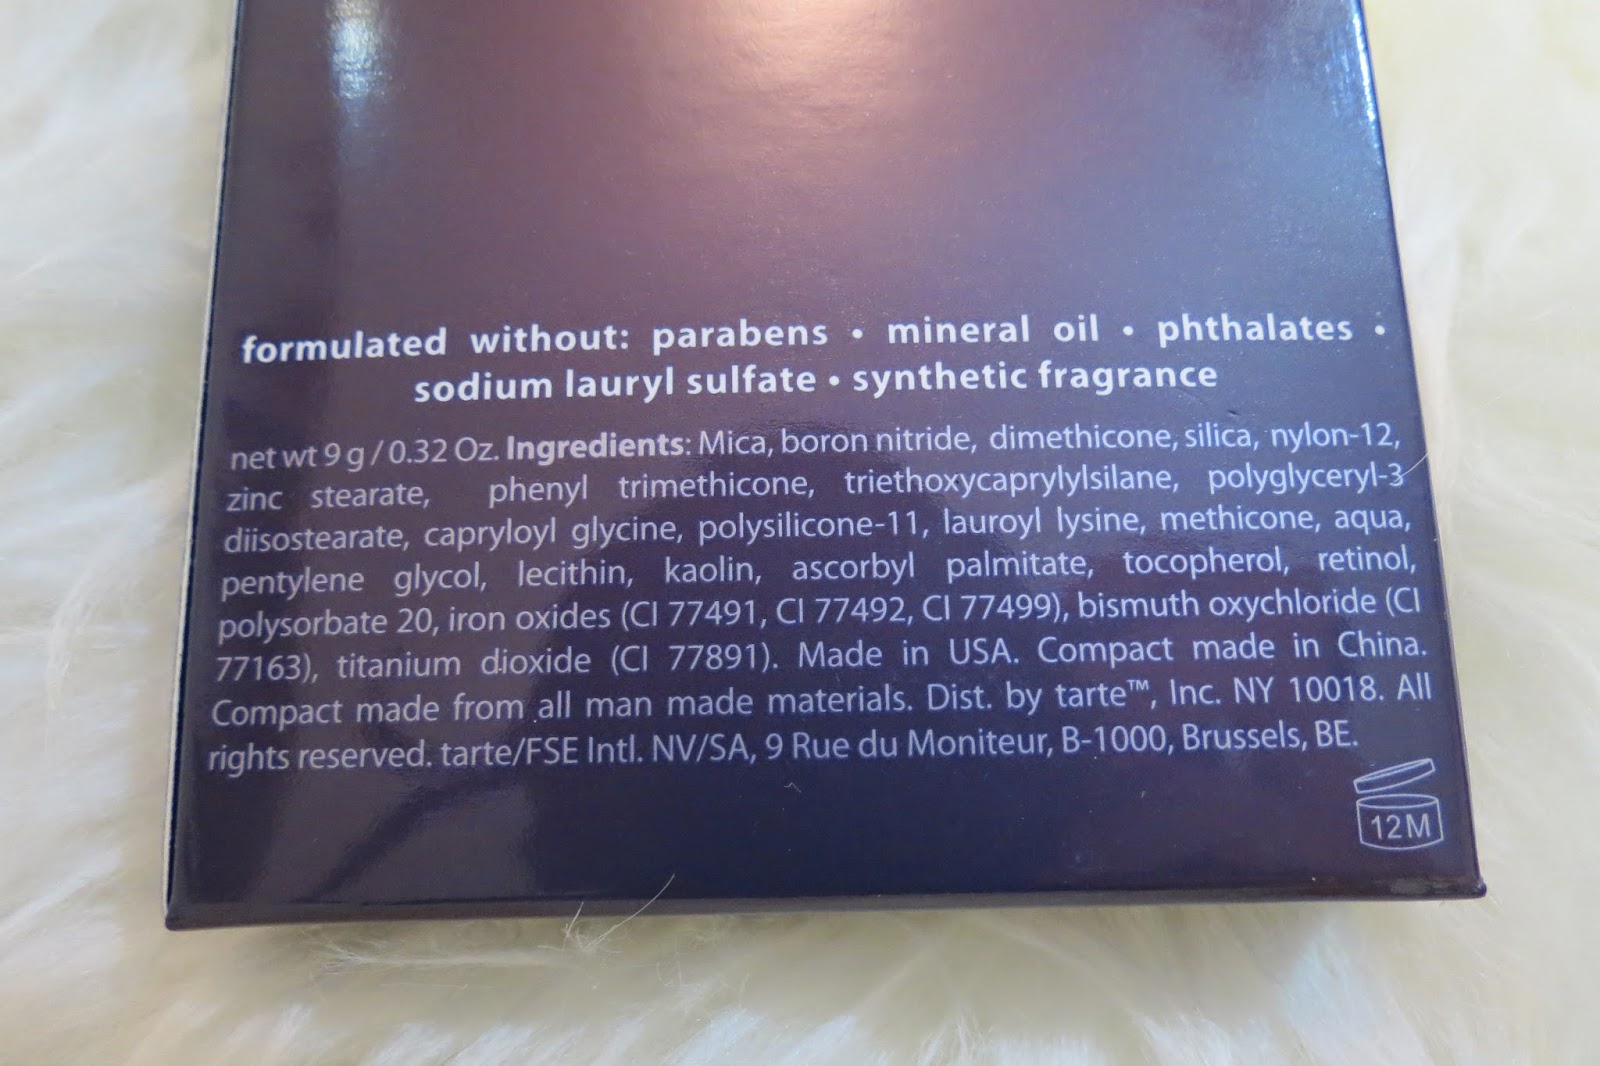 formulated without: parabens • mineral oil • phthalates •
sodium lauryl sulfate • synthetic fragrance
net wt 9 g / 0.32 Oz. Ingredients: Mica, boron nitride, dimethicone, silica, nylon-12,
zinc stearate, phenyl trimethicone, triethoxycaprylylsilane, polyglyceryl-3
diisostearate, capryloyl glycine, polysilicone-11, lauroyl lysine, methicone, aqua,
pentylene glycol, lecithin, kaolin, ascorbyl palmitate, tocopherol, retinol,
polysorbate 20, iron oxides (CI 77491, CI 77492, CI 77499), bismuth oxychloride (CI
77163), titanium dioxide (CI 77891). Made in USA. Compact made in China.
Compact made from all man made materials. Dist. by tarte™, Inc. NY 10018. All
rights reserved. tarte/FSE Intl. NV/SA, 9 Rue du Moniteur, B-1000, Brussels, BE.
12M